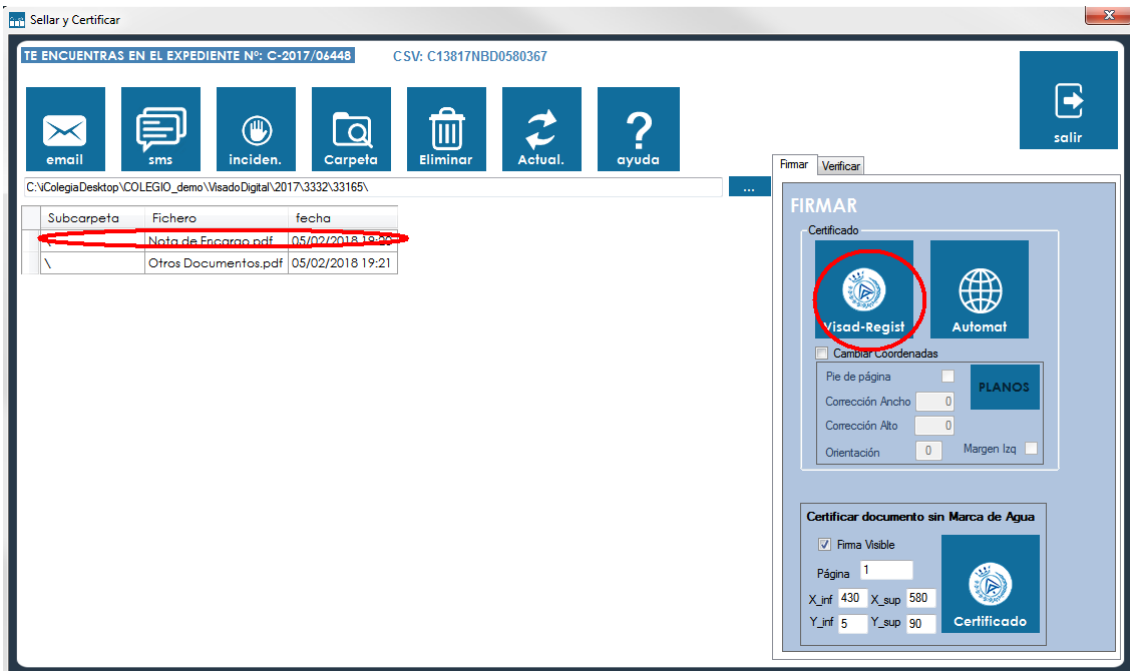 Sellar y Certificar
TE ENCUENTRAS EN EL EXPEDIENTE Nº: C-2017/06448 CSV: C13817NBD0580367
email sms inciden. Carpeta Eliminar Actual. ayuda salir
C:\iColegiaDesktop\COLEGIO_demo\VisadoDigital\2017\3332\33165\ ...
Subcarpeta Fichero fecha
\ Nota de Encargo.pdf 05/02/2018 19:20
\ Otros Documentos.pdf 05/02/2018 19:21
Firmar Verificar
FIRMAR
Certificado
Visad-Regist Automat
Cambiar Coordenadas
Pie de página
PLANOS
Corrección Ancho 0
Corrección Alto 0
Orientación 0 Margen Izq
Certificar documento sin Marca de Agua
Firma Visible
Página 1
X_inf 430 X_sup 580
Y_inf 5 Y_sup 90
Certificado